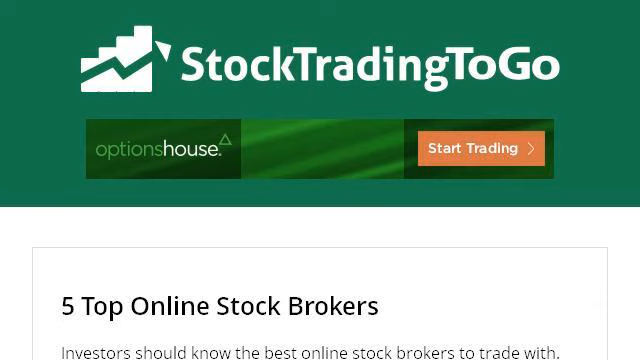 StockTradingToGo
optionshouse.
Start Trading
5 Top Online Stock Brokers
Investors should know the best online stock brokers to trade with.